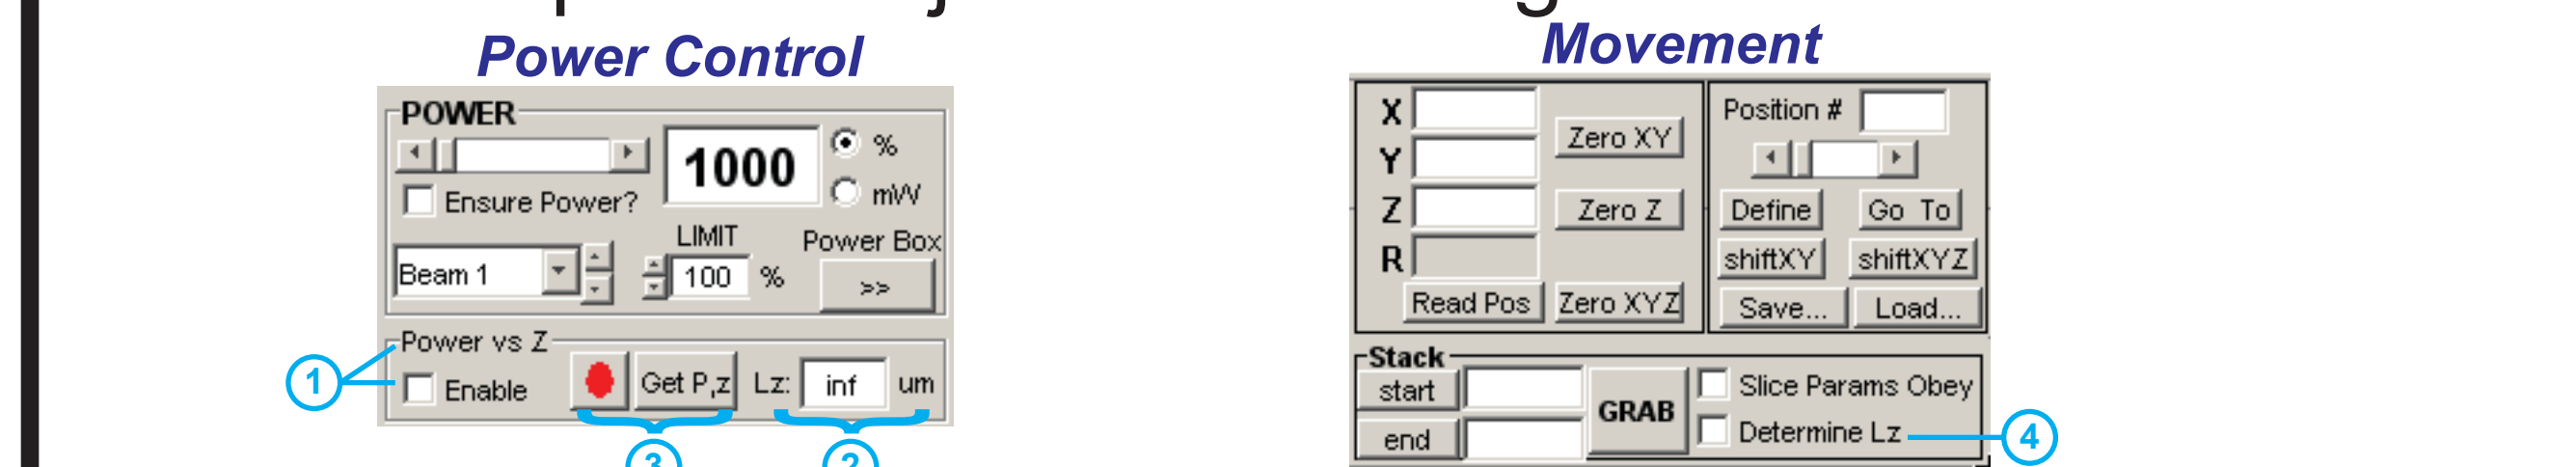 Power Control
POWER
1000
%
mW
Ensure Power?
LIMIT
Power Box
Beam 1
100 %
>>
Power vs Z
1
Enable
Get P,z
Lz: inf um
3
2
Movement
X
Y
Z
R
Zero XY
Zero Z
Read Pos
Zero XYZ
Position #
Define
Go To
shiftXY
shiftXYZ
Save...
Load...
Stack
start
end
GRAB
Slice Params Obey
Determine Lz
4